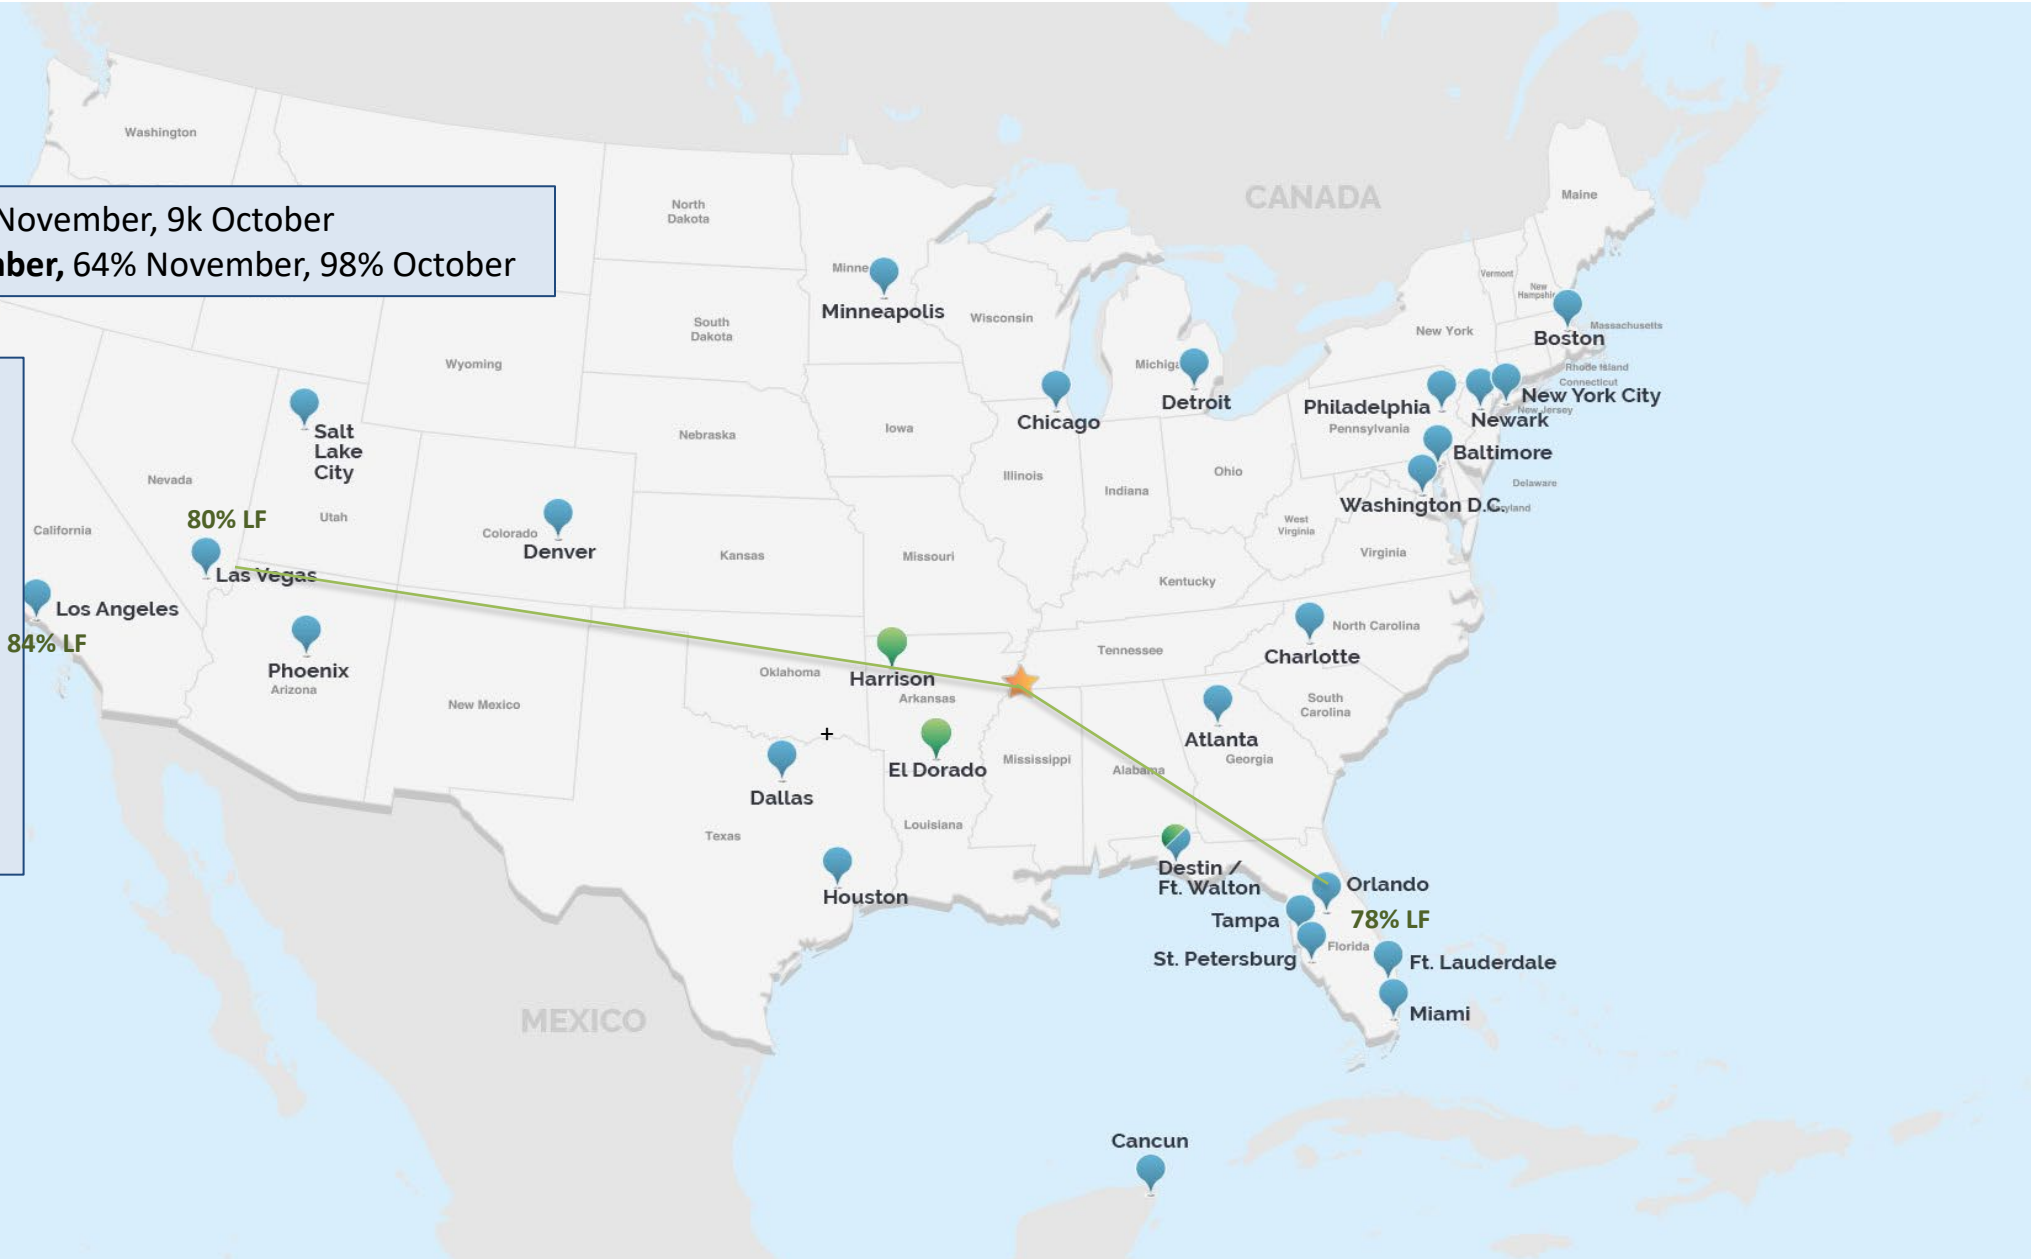 Washington
CANADA
Maine
North
Dakota
November, 9k October
mber, 64% November, 98% October
Minne
Minneapolis
Wisconsin
South
Dakota
Vermont
New
Hampshire
New York
Massachusetts
Boston
Wyoming
Michiga
Detroit
Rhode Island
Connecticut
New York City
New Jersey
Philadelphia
Newark
Pennsylvania
Chicago
Salt
Lake
City
Nebraska
Iowa
Baltimore
Nevada
Illinois
Indiana
Ohio
Delaware
Washington D.C.
Maryland
80% LF
Utah
California
Colorado
Denver
Kansas
Missouri
West
Virginia
Virginia
Las Vegas
Kentucky
Los Angeles
84% LF
Phoenix
Arizona
Oklahoma
Harrison
Arkansas
Tennessee
North Carolina
Charlotte
New Mexico
South
Carolina
+
Atlanta
Georgia
El Dorado
Mississippi
Alabama
Dallas
Texas
Louisiana
Houston
Destin /
Ft. Walton
Orlando
78% LF
Tampa
Florida
St. Petersburg
Ft. Lauderdale
Miami
MEXICO
Cancun